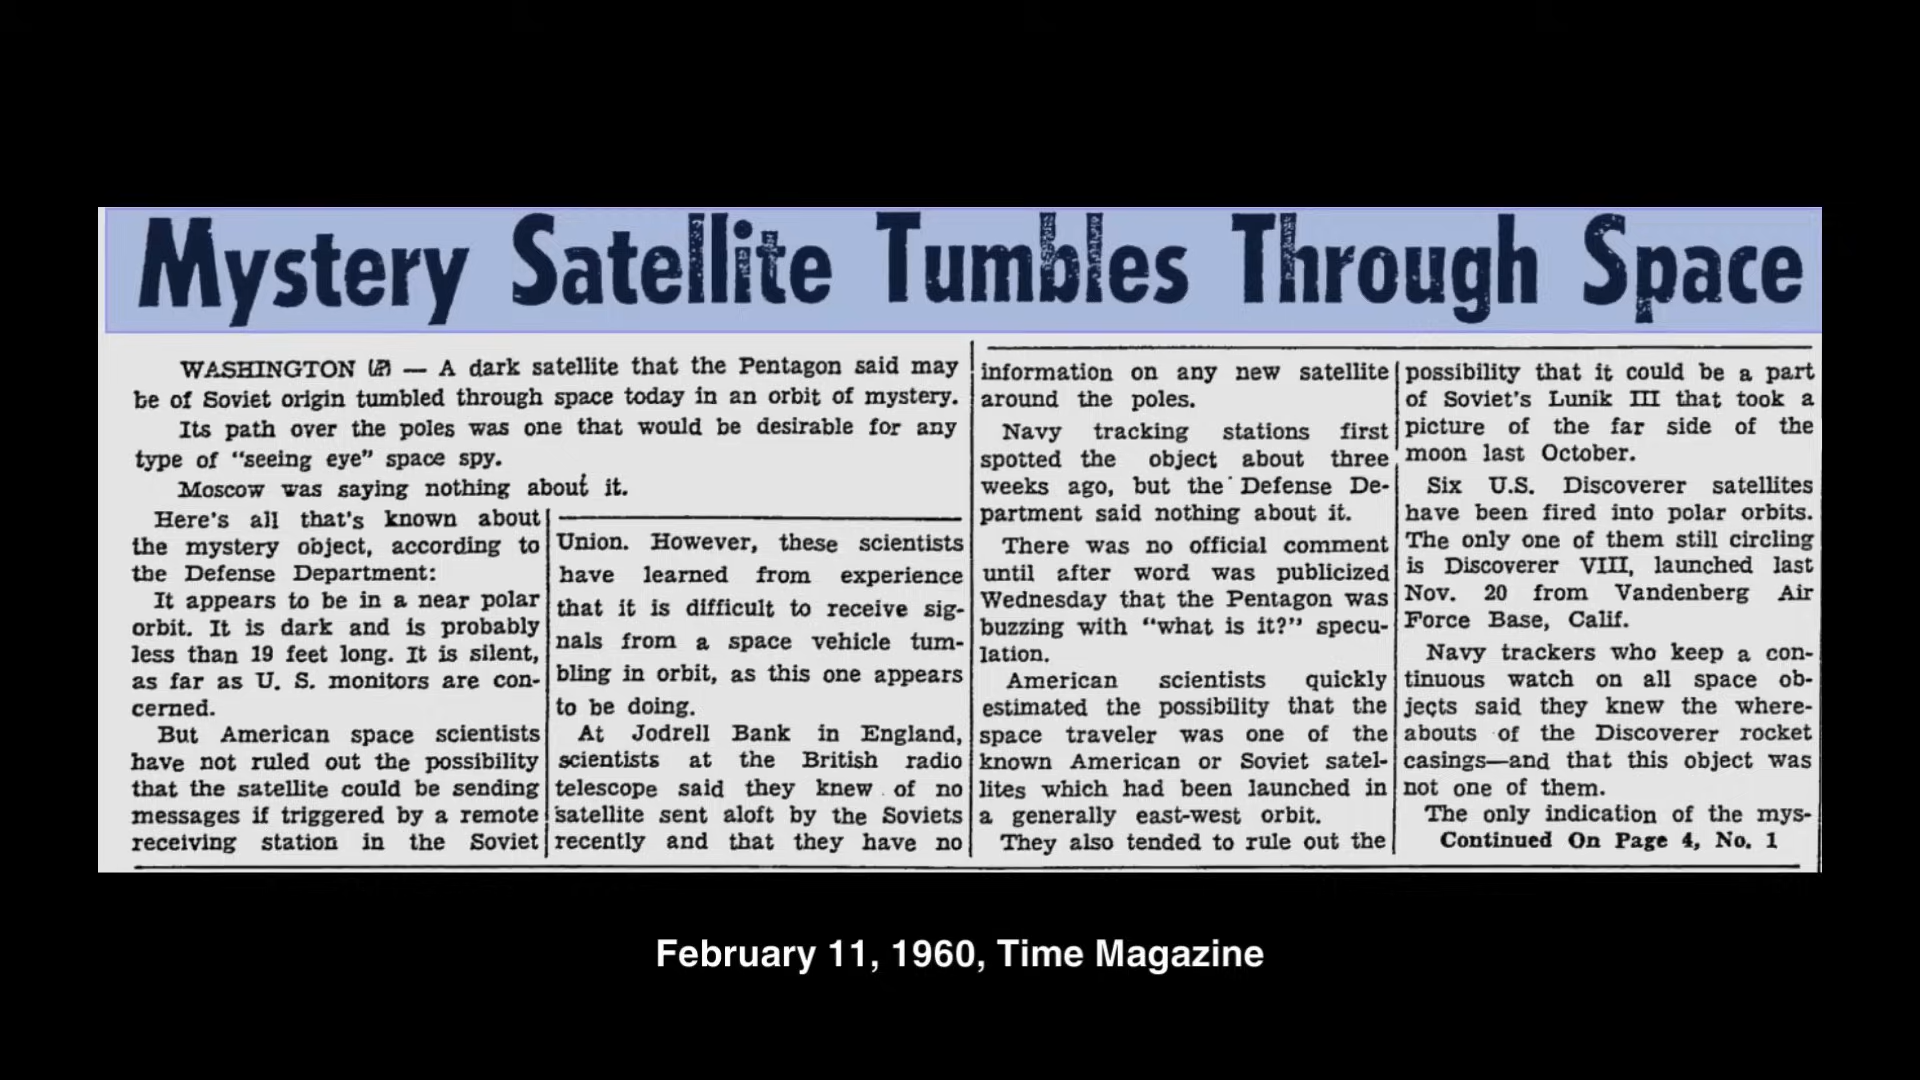 Mystery Satellite Tumbles Through Space
WASHINGTON (AP) — A dark satellite that the Pentagon said may
be of Soviet origin tumbled through space today in an orbit of mystery.
Its path over the poles was one that would be desirable for any
type of “seeing eye” space spy.
Moscow was saying nothing about it.
Here's all that's known about
the mystery object, according to
the Defense Department:
It appears to be in a near polar
orbit. It is dark and is probably
less than 19 feet long. It is silent,
as far as U. S. monitors are con-
cerned.
But American space scientists
have not ruled out the possibility
that the satellite could be sending
messages if triggered by a remote
receiving station in the Soviet
Union. However, these scientists
have learned from experience
that it is difficult to receive sig-
nals from a space vehicle tum-
bling in orbit, as this one appears
to be doing.
At Jodrell Bank in England,
scientists at the British radio
telescope said they knew of no
satellite sent aloft by the Soviets
recently and that they have no
information on any new satellite
around the poles.
Navy tracking stations first
spotted the object about three
weeks ago, but the Defense De-
partment said nothing about it.
There was no official comment
until after word was publicized
Wednesday that the Pentagon was
buzzing with “what is it?” specu-
lation.
American scientists quickly
estimated the possibility that the
space traveler was one of the
known American or Soviet satel-
lites which had been launched in
a generally east-west orbit.
They also tended to rule out the
possibility that it could be a part
of Soviet's Lunik III that took a
picture of the far side of the
moon last October.
Six U.S. Discoverer satellites
have been fired into polar orbits.
The only one of them still circling
is Discoverer VIII, launched last
Nov. 20 from Vandenberg Air
Force Base, Calif.
Navy trackers who keep a con-
tinuous watch on all space ob-
jects said they knew the where-
abouts of the Discoverer rocket
casings—and that this object was
not one of them.
The only indication of the mys-
Continued On Page 4, No. 1
February 11, 1960, Time Magazine